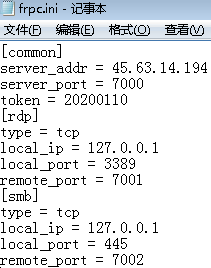 frpc.ini - 记事本
文件(F) 编辑(E) 格式(O) 查看(V)
[common]
server_addr = 45.63.14.194
server_port = 7000
token = 20200110
[rdp]
type = tcp
local_ip = 127.0.0.1
local_port = 3389
remote_port = 7001
[smb]
type = tcp
local_ip = 127.0.0.1
local_port = 445
remote_port = 7002